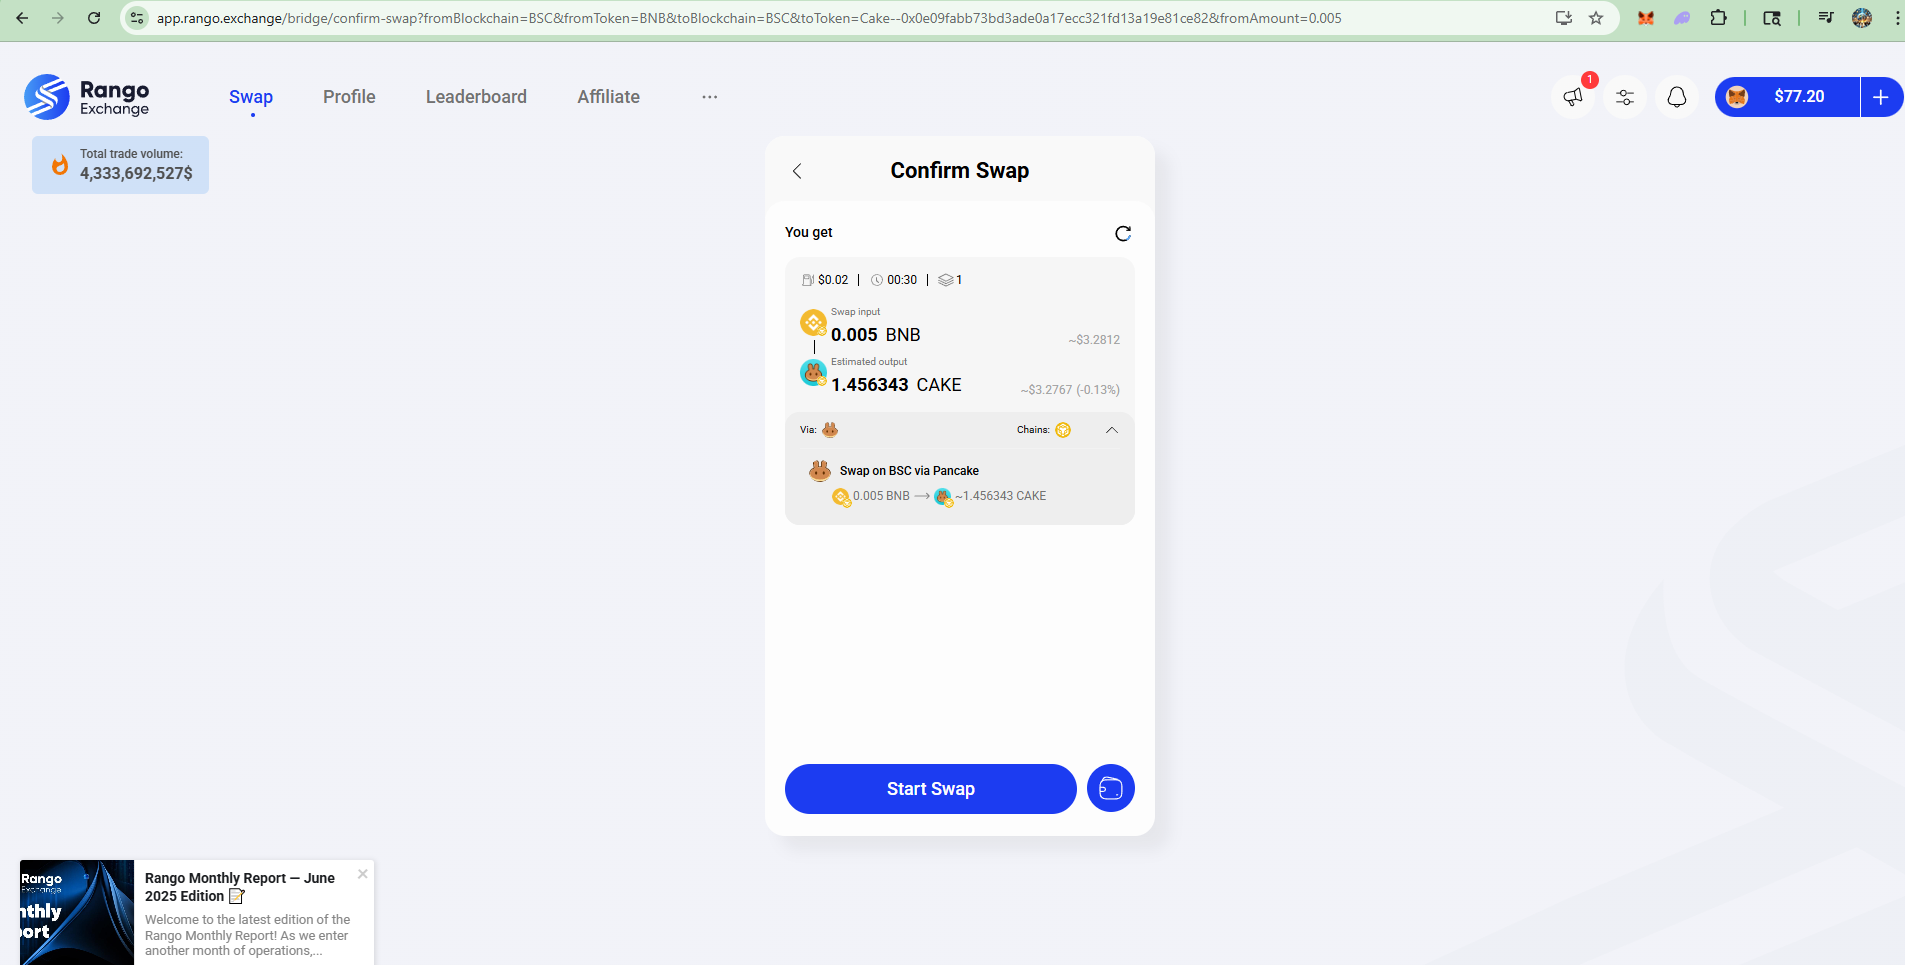 app.rango.exchange/bridge/confirm-swap?fromBlockchain=BSC&fromToken=BNB&toBlockchain=BSC&toToken=Cake--0x0e09fabb73bd3ade0a17ecc321fd13a19e81ce82&fromAmount=0.005
Rango
Exchange
Swap
Profile
Leaderboard
Affiliate
...
1
$77.20
Total trade volume:
4,333,692,527$
Confirm Swap
You get
$0.02 | 00:30 | 1
Swap input
0.005 BNB
~$3.2812
Estimated output
1.456343 CAKE
~$3.2767 (-0.13%)
Via:
Chains:
Swap on BSC via Pancake
0.005 BNB → ~1.456343 CAKE
Start Swap
Rango
Exchange
nthly
port
Rango Monthly Report — June
2025 Edition 📝
Welcome to the latest edition of the
Rango Monthly Report! As we enter
another month of operations,...